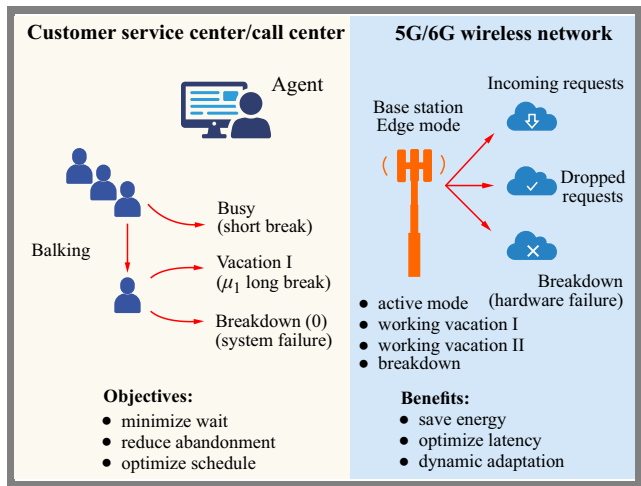 Customer service center/call center
Agent
Busy
(short break)
Balking
Vacation I
(μ₁ long break)
Breakdown (0)
(system failure)
Objectives:
● minimize wait
● reduce abandonment
● optimize schedule
5G/6G wireless network
Incoming requests
Base station
Edge mode
Dropped
requests
Breakdown
(hardware failure)
● active mode
● working vacation I
● working vacation II
● breakdown
Benefits:
● save energy
● optimize latency
● dynamic adaptation